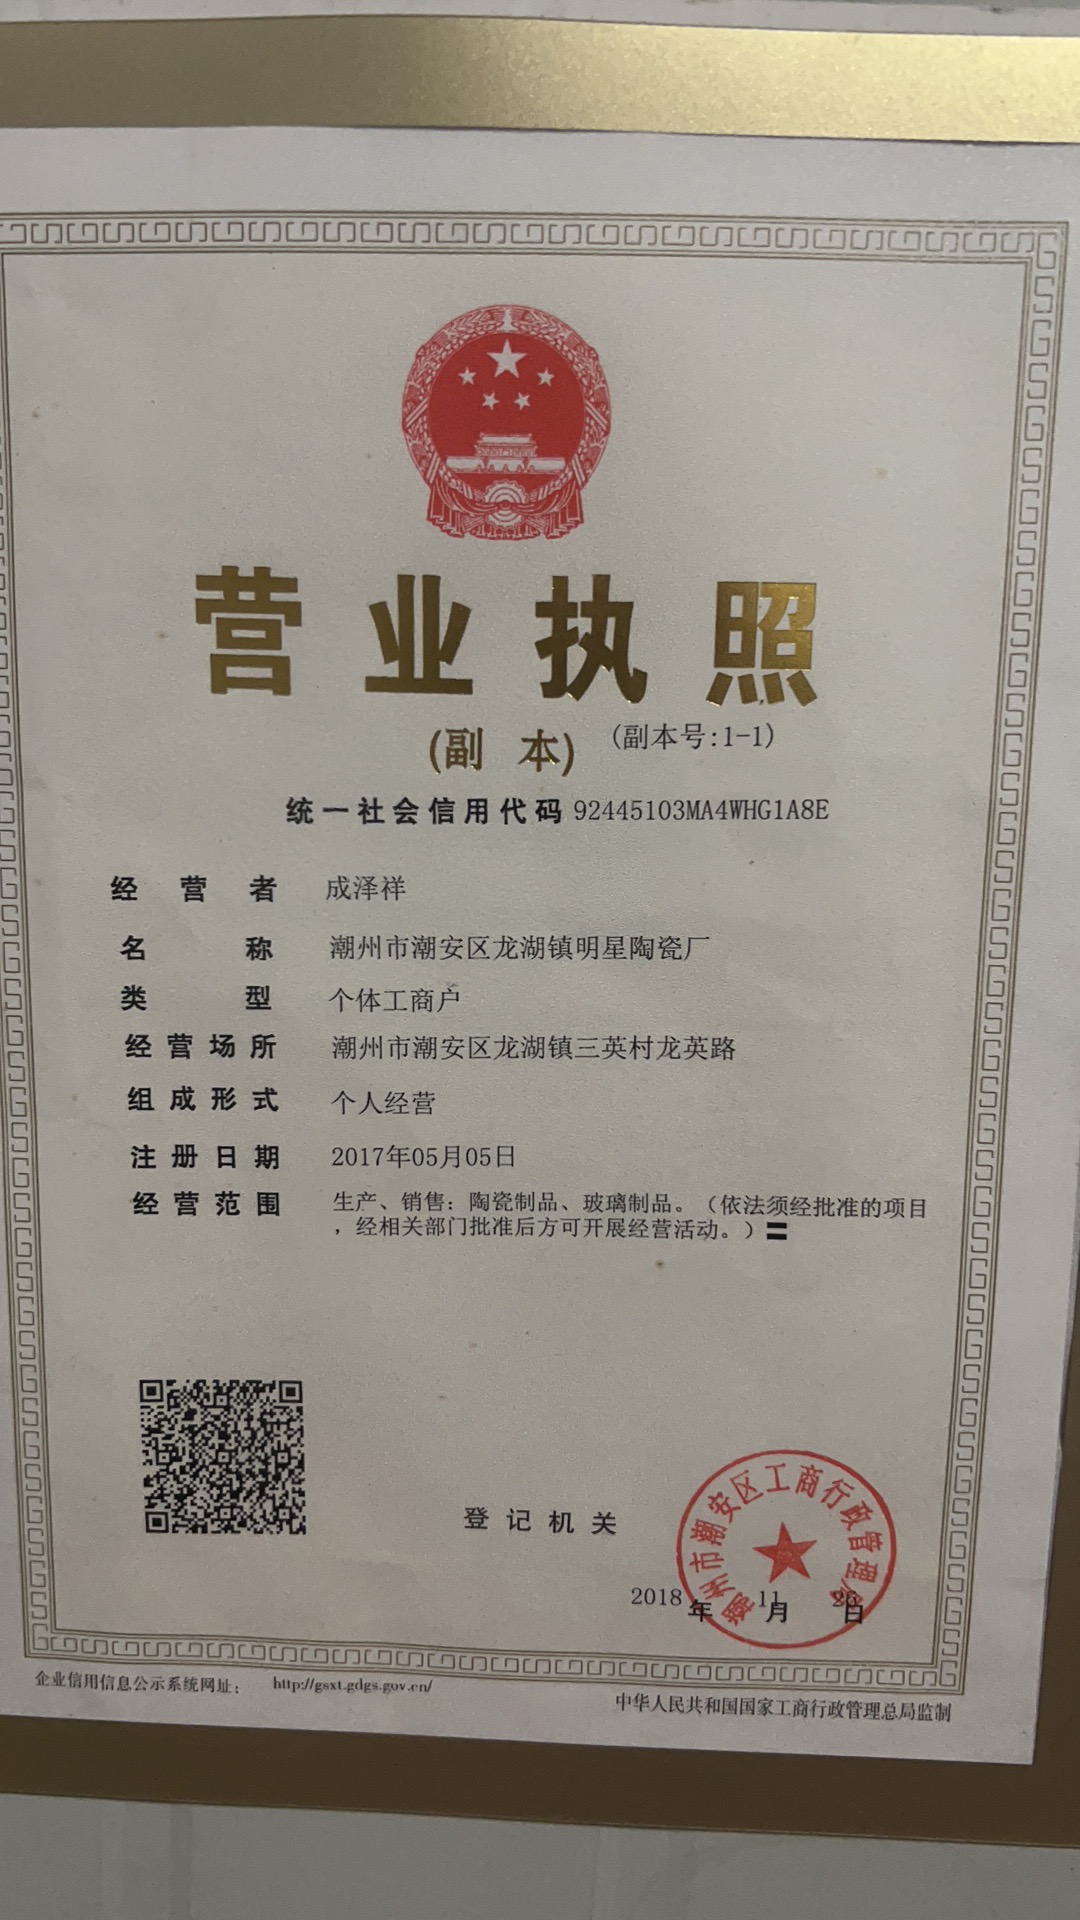 营业执照
(副 本) (副本号:1-1)
统一社会信用代码 92445103MA4WHG1A8E
经营者 成泽祥
名称 潮州市潮安区龙湖镇明星陶瓷厂
类型 个体工商户
经营场所 潮州市潮安区龙湖镇三英村龙英路
组成形式 个人经营
注册日期 2017年05月05日
经营范围 生产、销售：陶瓷制品、玻璃制品。（依法须经批准的项目
，经相关部门批准后方可开展经营活动。）
潮州市潮安区工商行政管理局
登记机关
2018年11月26日
企业信用信息公示系统网址： http://gsxt.gdgs.gov.cn/
中华人民共和国国家工商行政管理总局监制